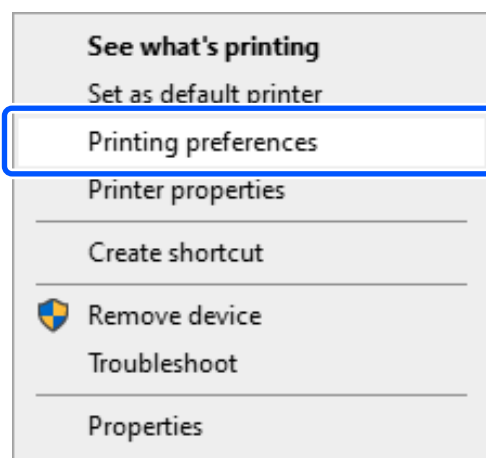 See what's printing
Set as default printer
Printing preferences
Printer properties
Create shortcut
Remove device
Troubleshoot
Properties